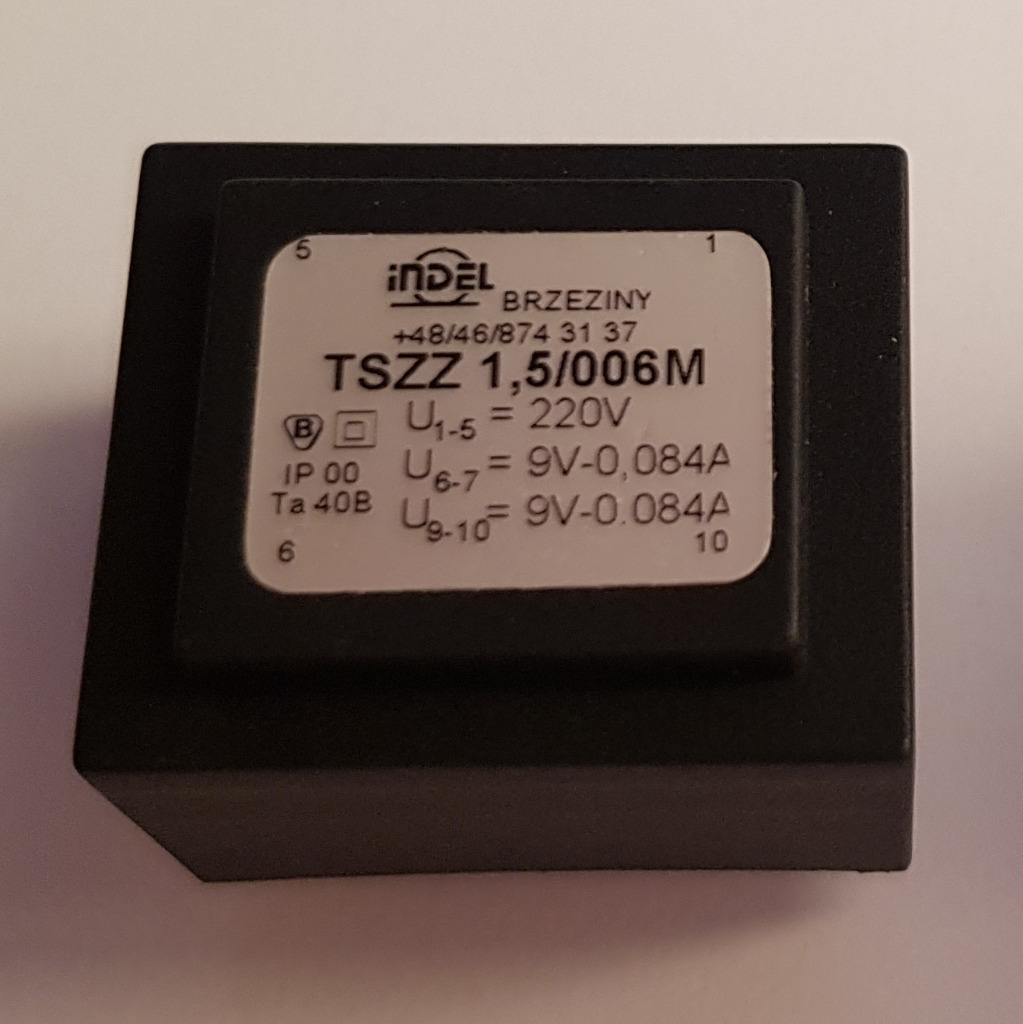 5 1
iNDEL BRZEZINY
+48/46/874 31 37
TSZZ 1,5/006M
U1-5 = 220V
B
U6-7 = 9V-0,084A
IP 00
Ta 40B
U9-10= 9V-0.084A
6 10